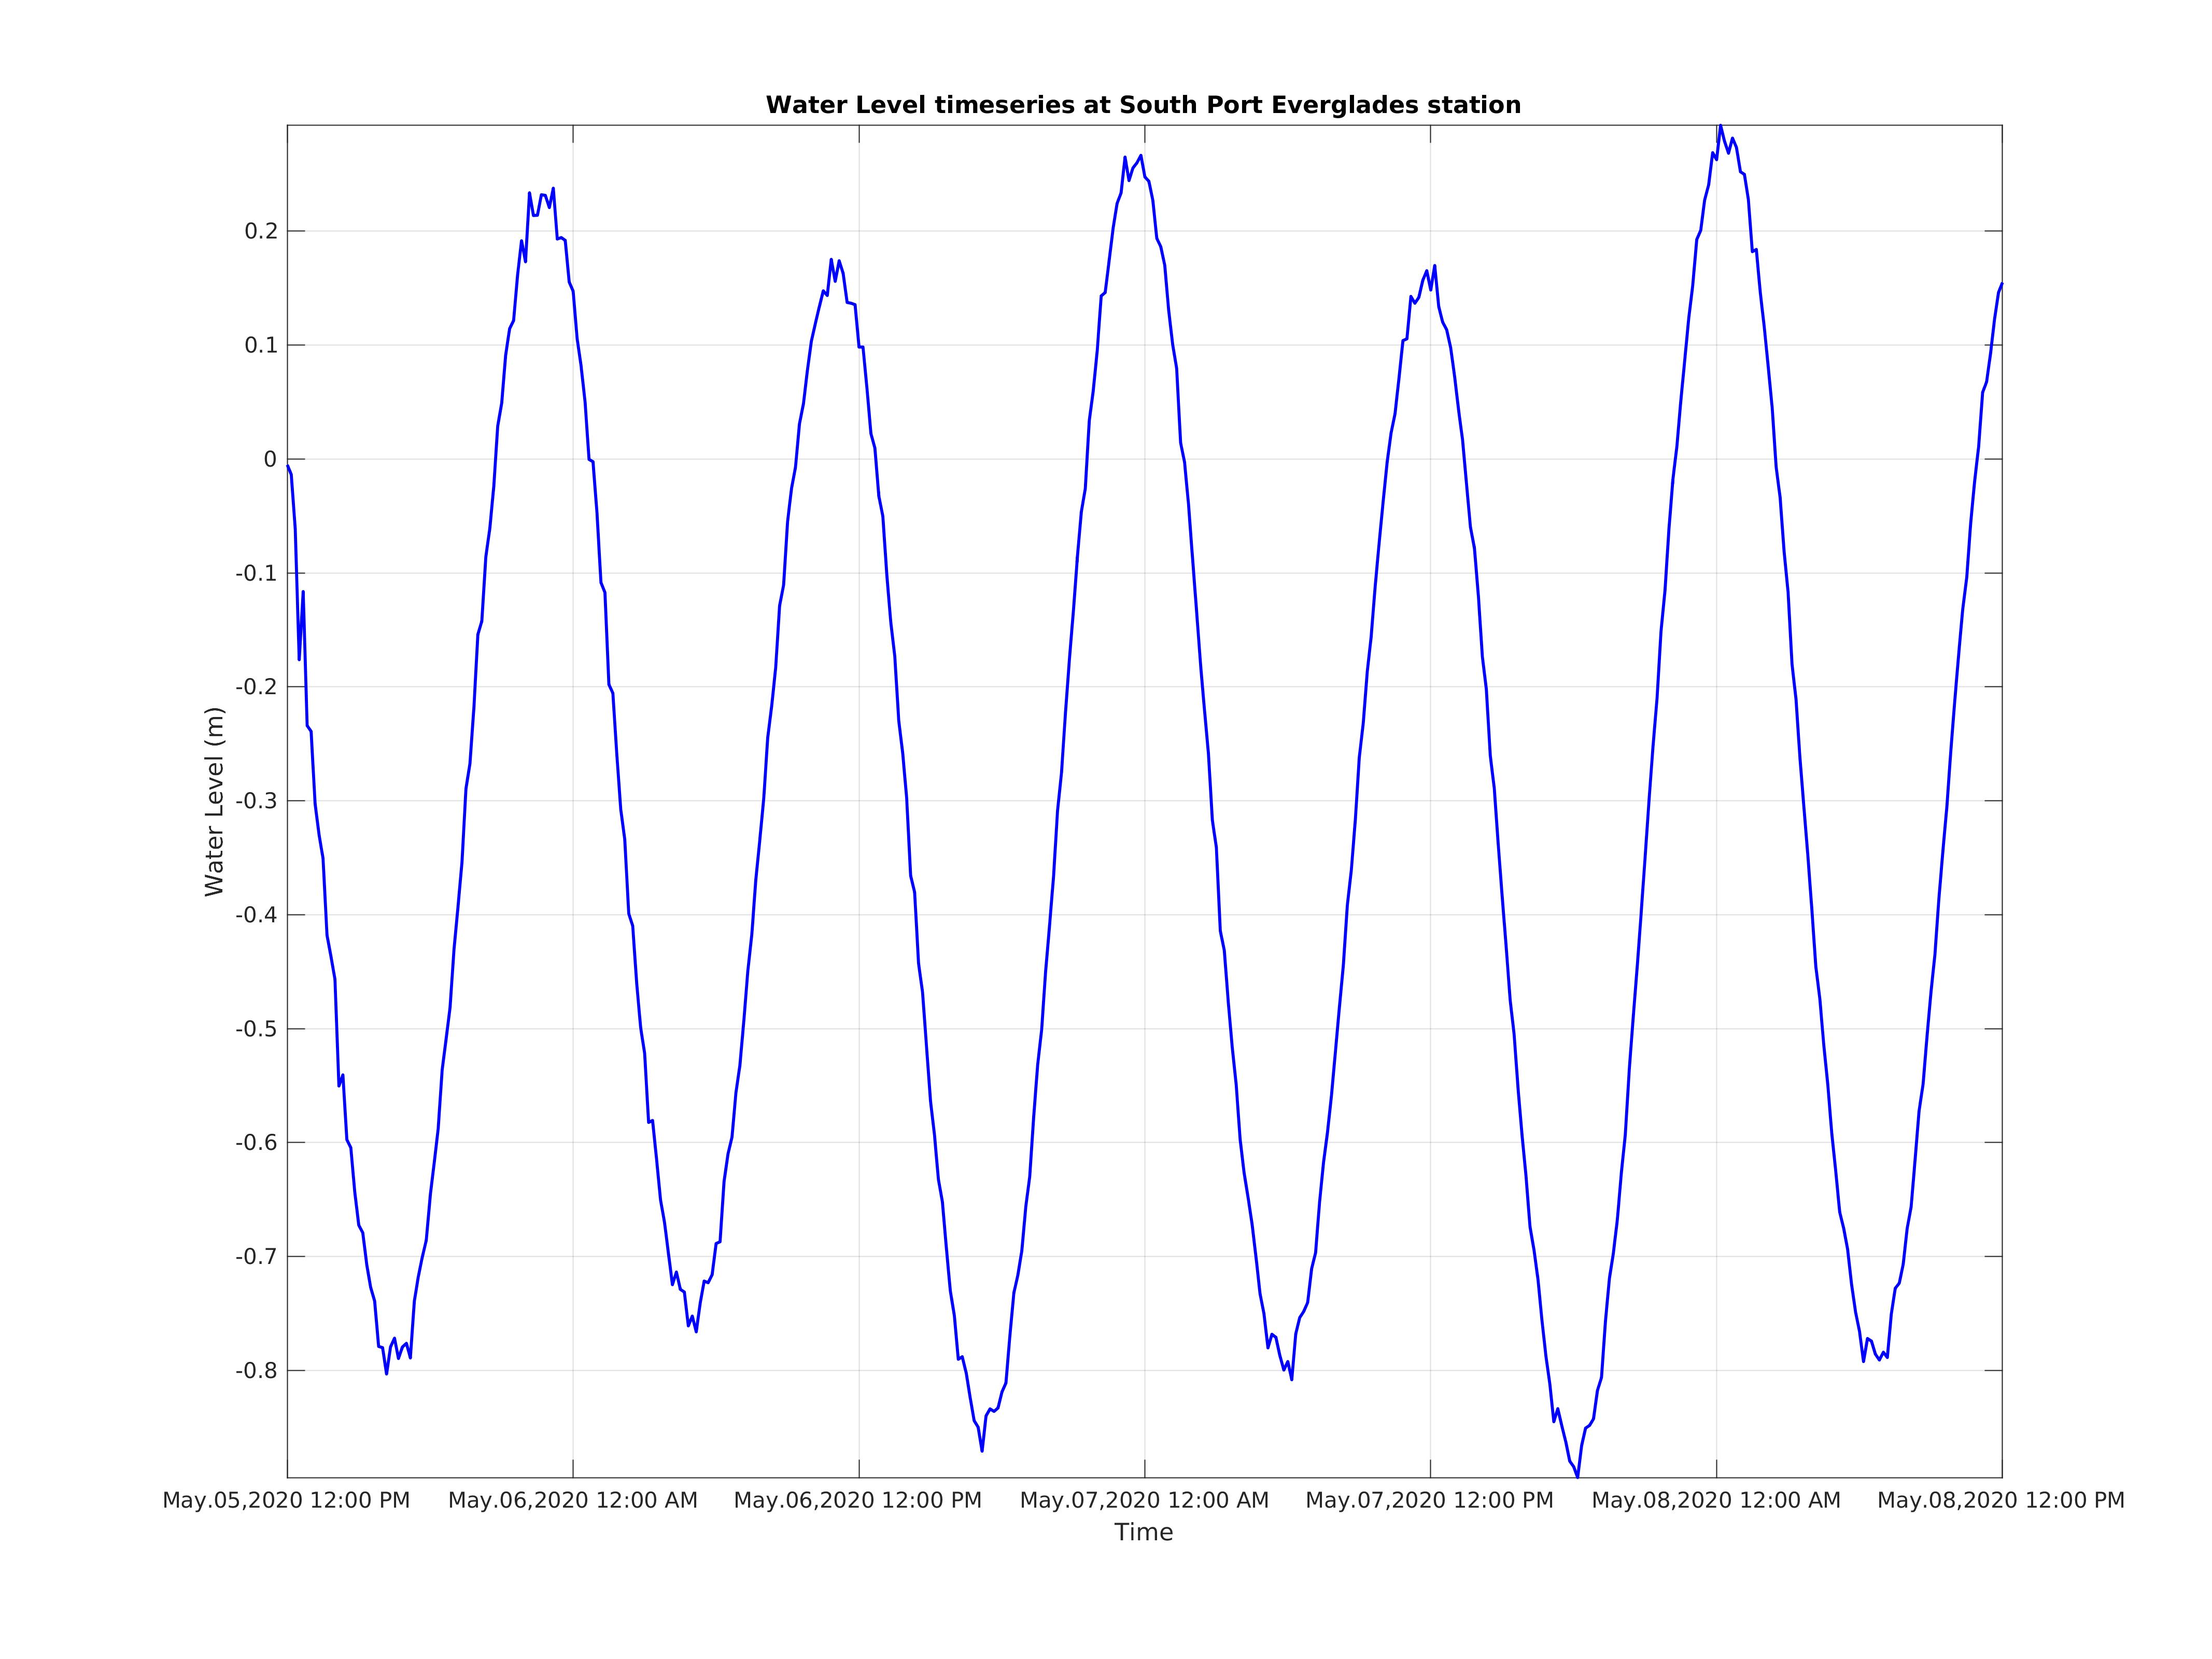 Water Level timeseries at South Port Everglades station
0.2
0.1
0
-0.1
-0.2
-0.3
-0.4
-0.5
-0.6
-0.7
-0.8
Water Level (m)
May.05,2020 12:00 PM
May.06,2020 12:00 AM
May.06,2020 12:00 PM
May.07,2020 12:00 AM
May.07,2020 12:00 PM
May.08,2020 12:00 AM
May.08,2020 12:00 PM
Time